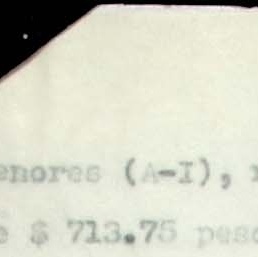 enores (A-I),
$ 713.75 peso